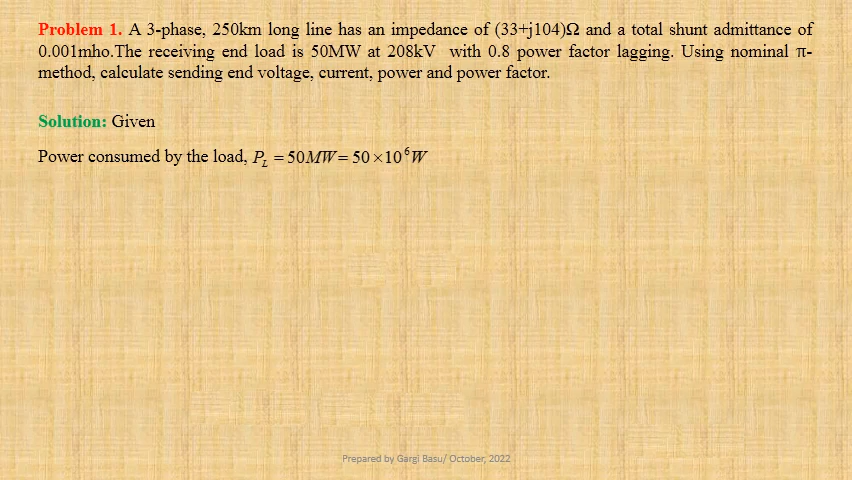 Problem 1. A 3-phase, 250km long line has an impedance of (33+j104)Ω and a total shunt admittance of
0.001mho.The receiving end load is 50MW at 208kV with 0.8 power factor lagging. Using nominal π-
method, calculate sending end voltage, current, power and power factor.
Solution: Given
Power consumed by the load, P_L = 50MW = 50 × 10⁶W
Prepared by Gargi Basu/ October, 2022